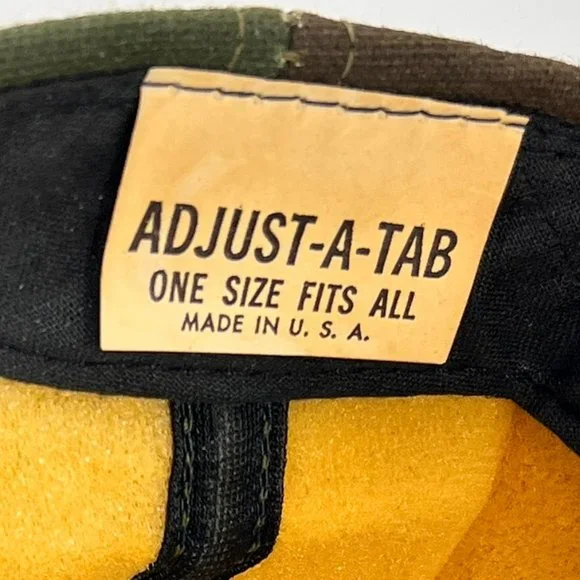 ADJUST-A-TAB
ONE SIZE FITS ALL
MADE IN U. S. A.